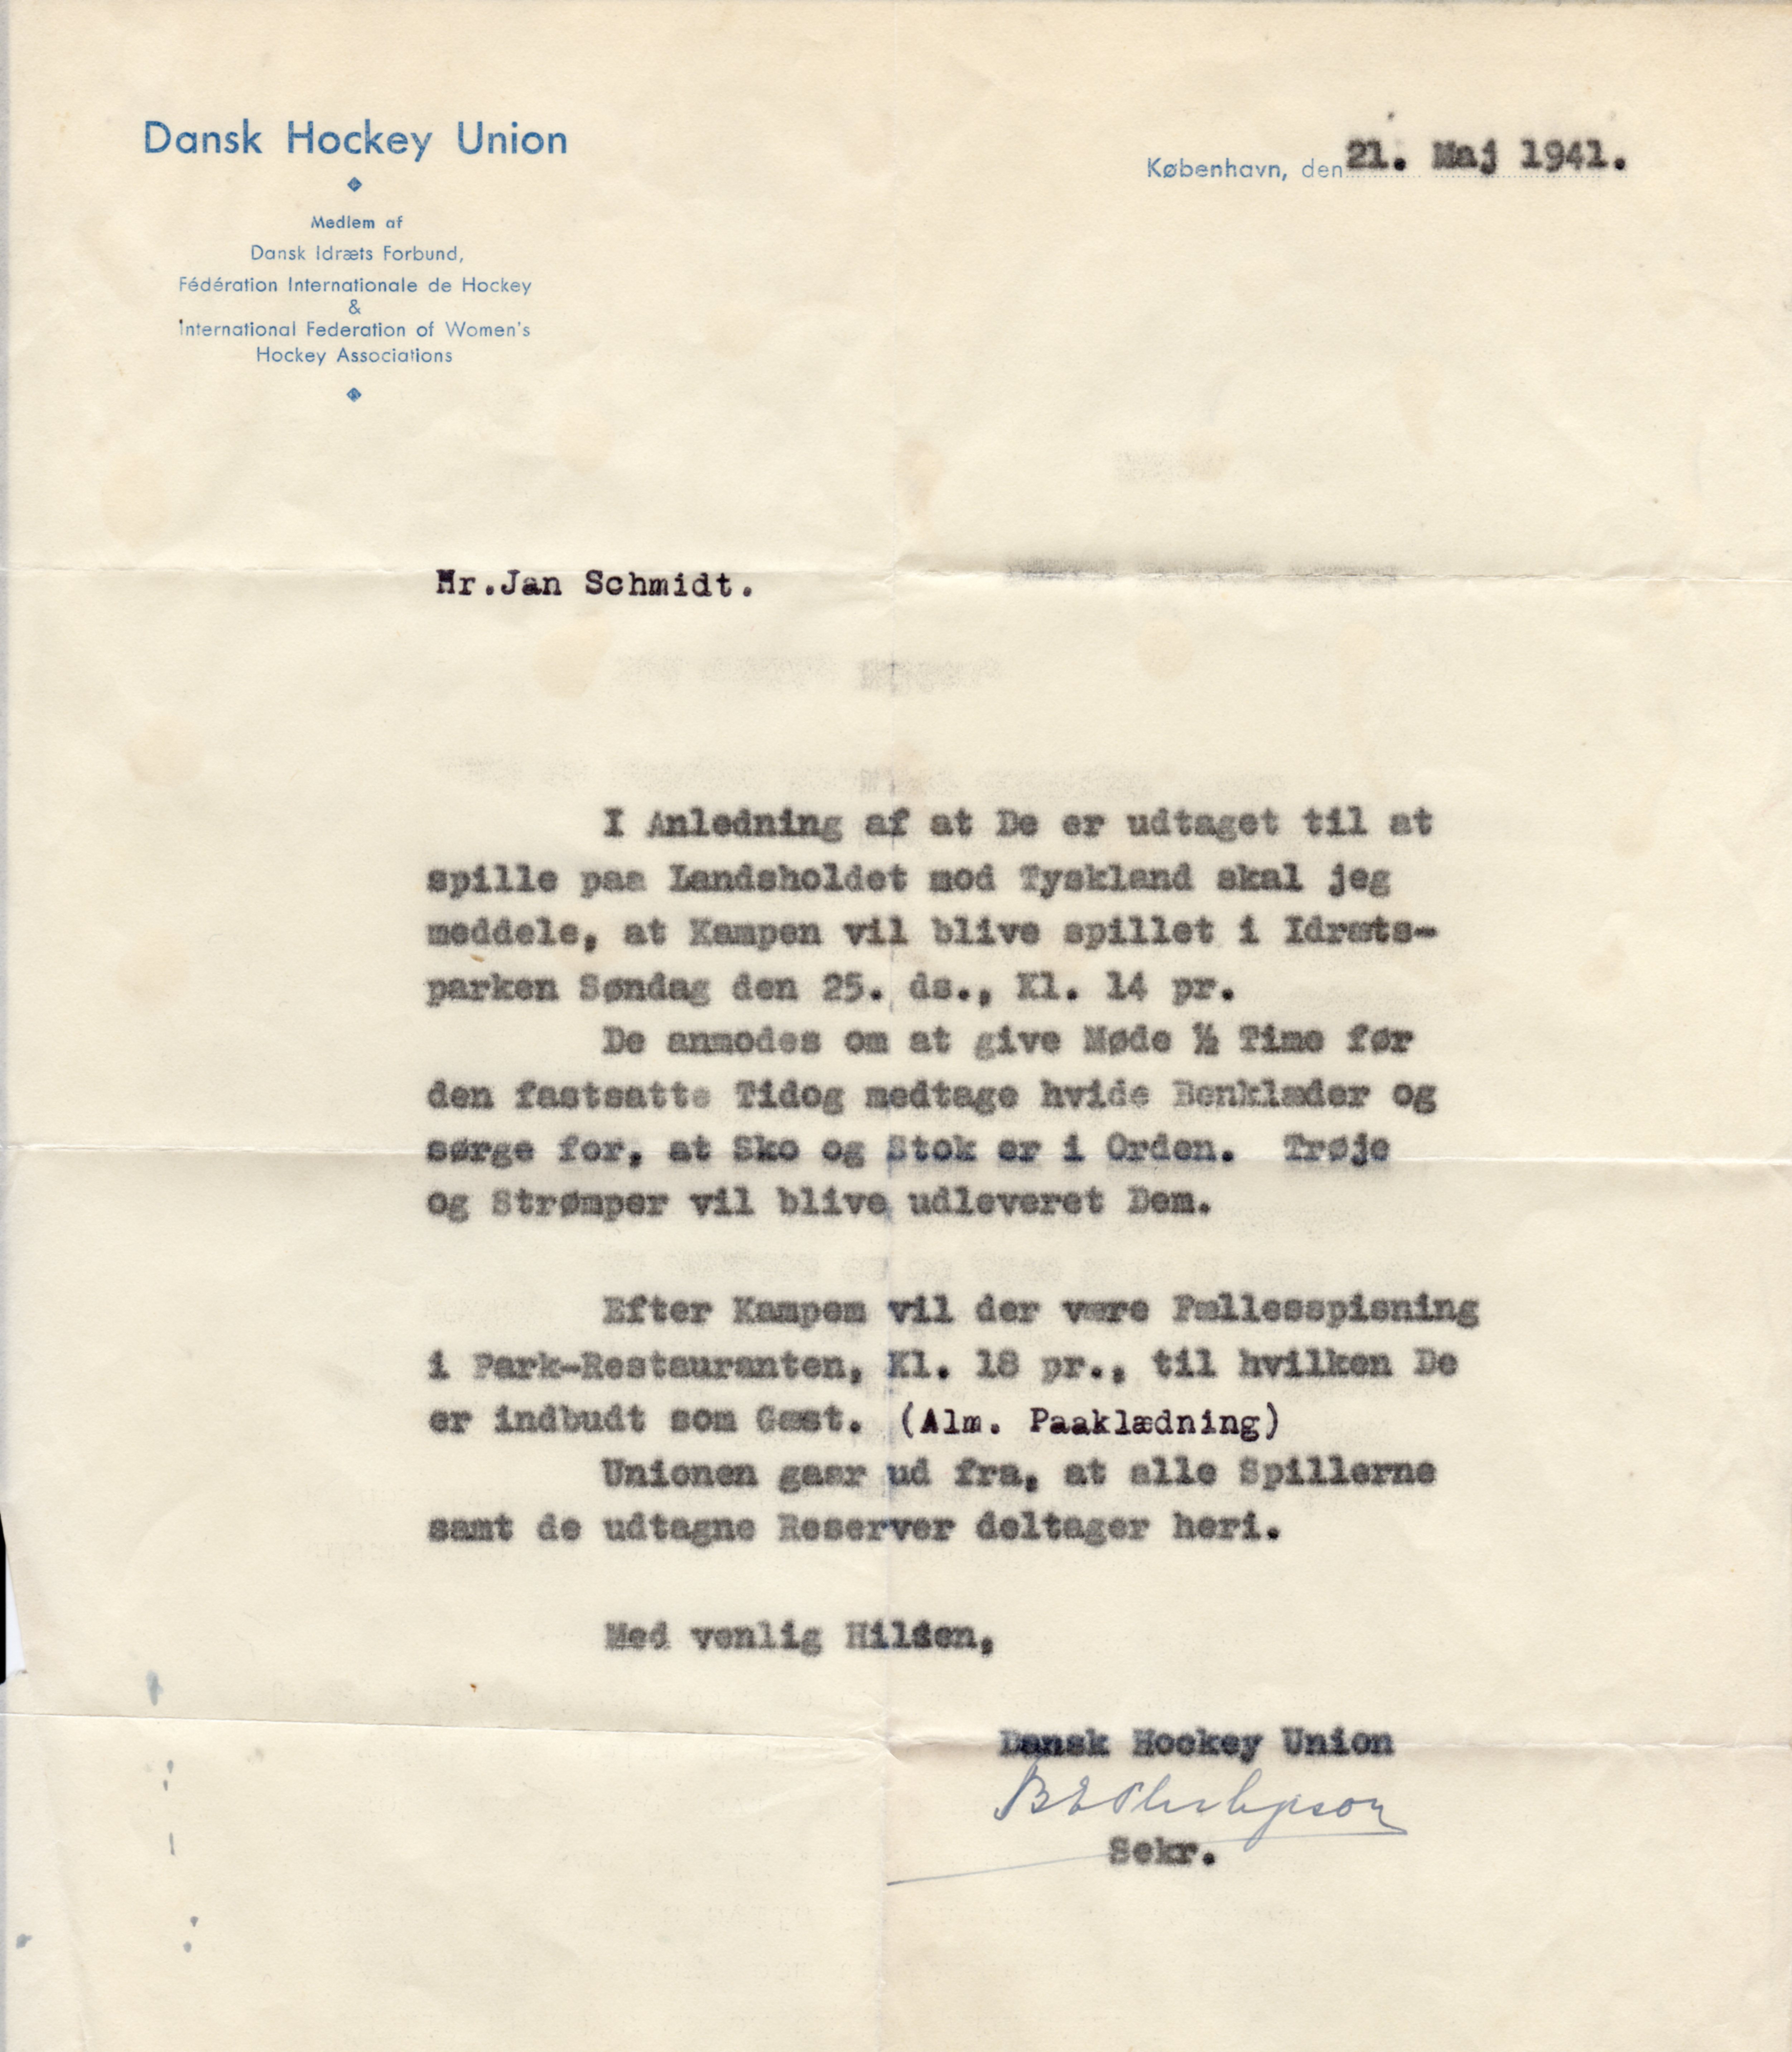 Dansk Hockey Union
København, den 21. Maj 1941.
Medlem af
Dansk Idræts Forbund,
Fédération Internationale de Hockey
&
International Federation of Women's
Hockey Associations
Hr.Jan Schmidt.
I Anledning af at De er udtaget til at
spille paa Landsholdet mod Tyskland skal jeg
meddele, at Kampen vil blive spillet i Idræts-
parken Søndag den 25. ds., Kl. 14 pr.
De anmodes om at give Møde ½ Time før
den fastsatte Tidog medtage hvide Benklæder og
sørge for, at Sko og Stok er i Orden. Trøje
og Strømper vil blive udleveret Dem.
Efter Kampem vil der være Fællesspisning
i Park-Restauranten, Kl. 18 pr., til hvilken De
er indbudt som Gæst. (Alm. Paaklædning)
Unionen gaar ud fra, at alle Spillerne
samt de udtagne Reserver deltager heri.
Med venlig Hilsen,
Dansk Hockey Union
Sekr.